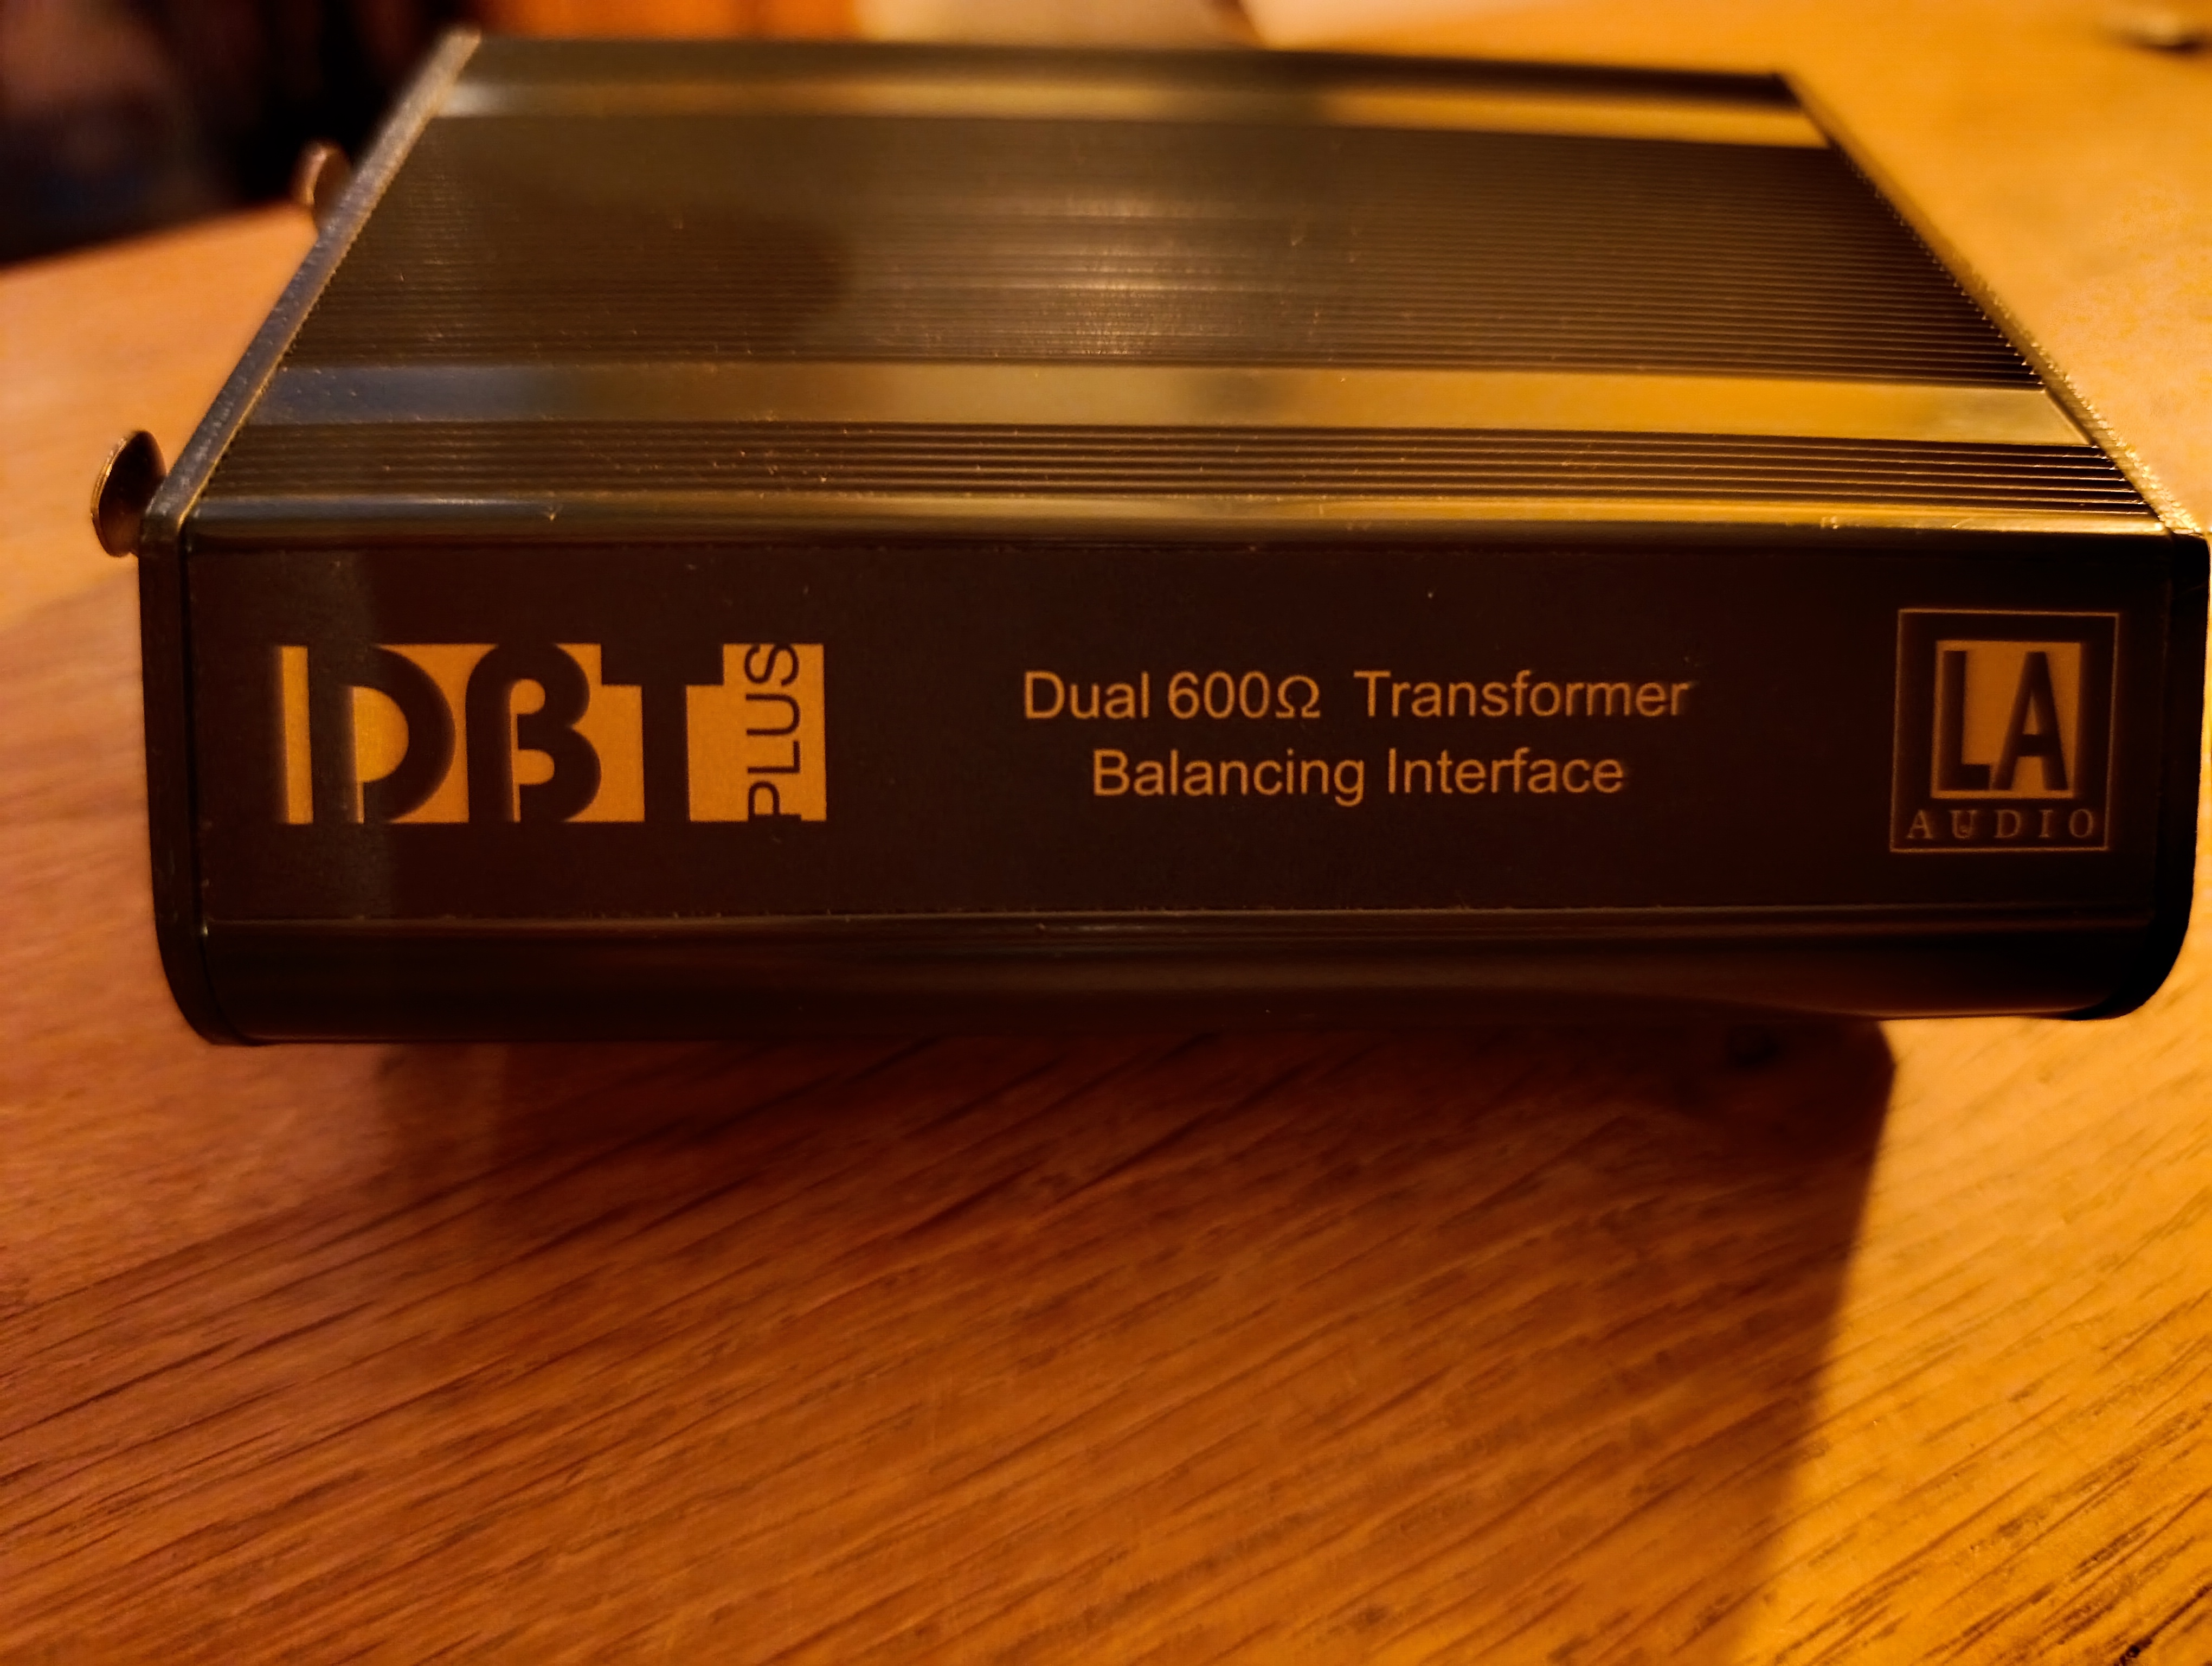 DBT PLUS
Dual 600Ω Transformer
Balancing Interface
LA
AUDIO